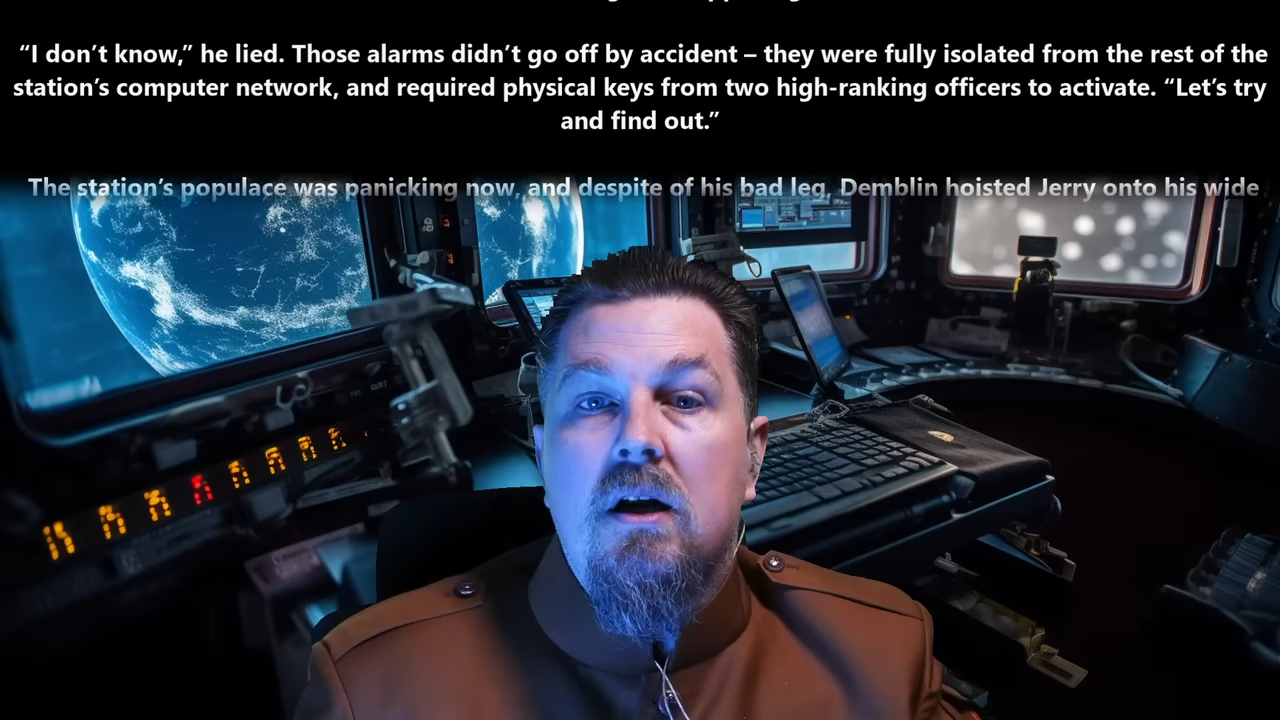 “I don’t know,” he lied. Those alarms didn’t go off by accident – they were fully isolated from the rest of the
station’s computer network, and required physical keys from two high-ranking officers to activate. “Let’s try
and find out.”
The station’s populace was panicking now, and despite of his bad leg, Demblin hoisted Jerry onto his wide